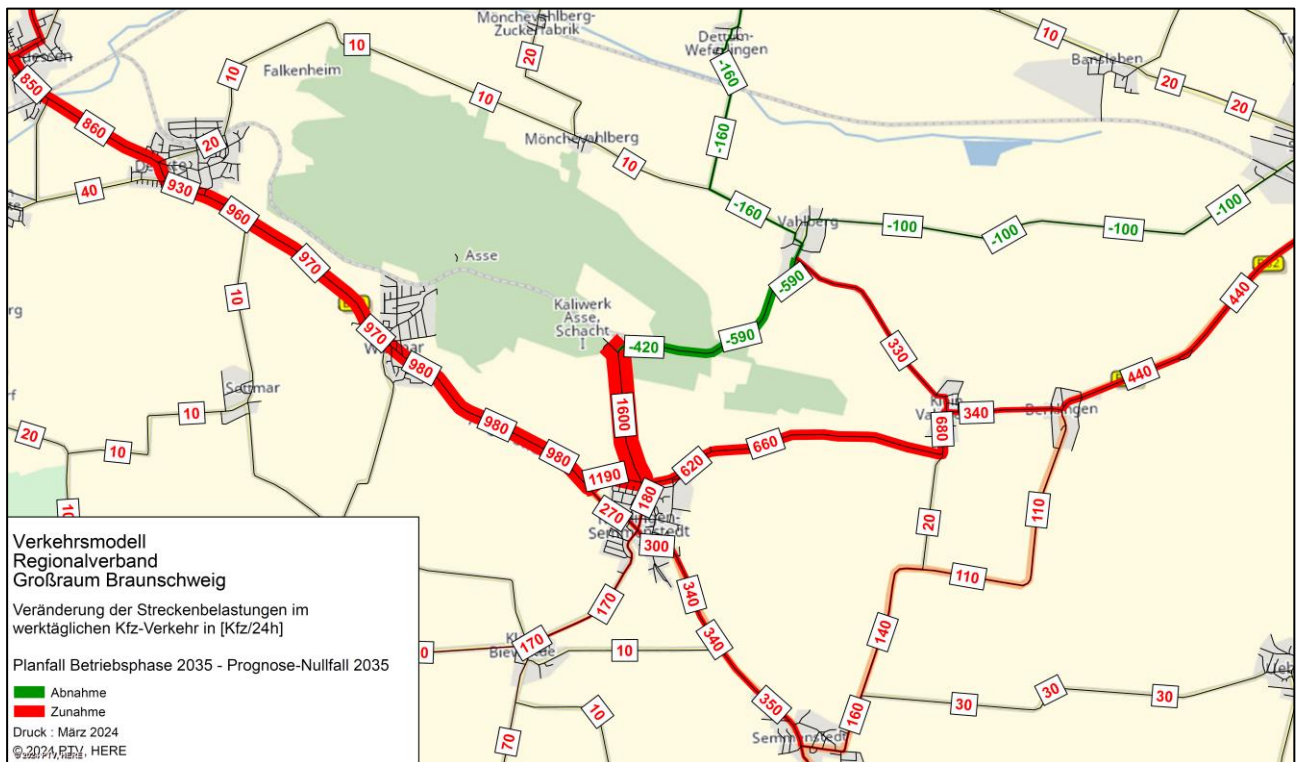 Mönchevahlberg-
Zuckerfabrik
Dettum-
Weferlingen
10
10
Bansleben
20
850
Falkenheim
10
20
-160
20
20
860
10
20
Mönchevahlberg
-160
40
930
10
-160
-100
960
Vahlberg
-100
-100
-100
970
Asse
10
Kaliwerk
Asse,
Schacht
I
-590
440
970
-420
-590
330
440
980
Sottmar
10
20
10
980
1600
340
680
980
660
620
1190
180
270
Semmenstedt
300
110
20
110
340
170
340
140
170
10
350
160
30
30
30
10
70
Semmenstedt
Verkehrsmodell
Regionalverband
Großraum Braunschweig
Veränderung der Streckenbelastungen im
werktäglichen Kfz-Verkehr in [Kfz/24h]
Planfall Betriebsphase 2035 - Prognose-Nullfall 2035
Abnahme
Zunahme
Druck : März 2024
© 2024 PTV, HERE